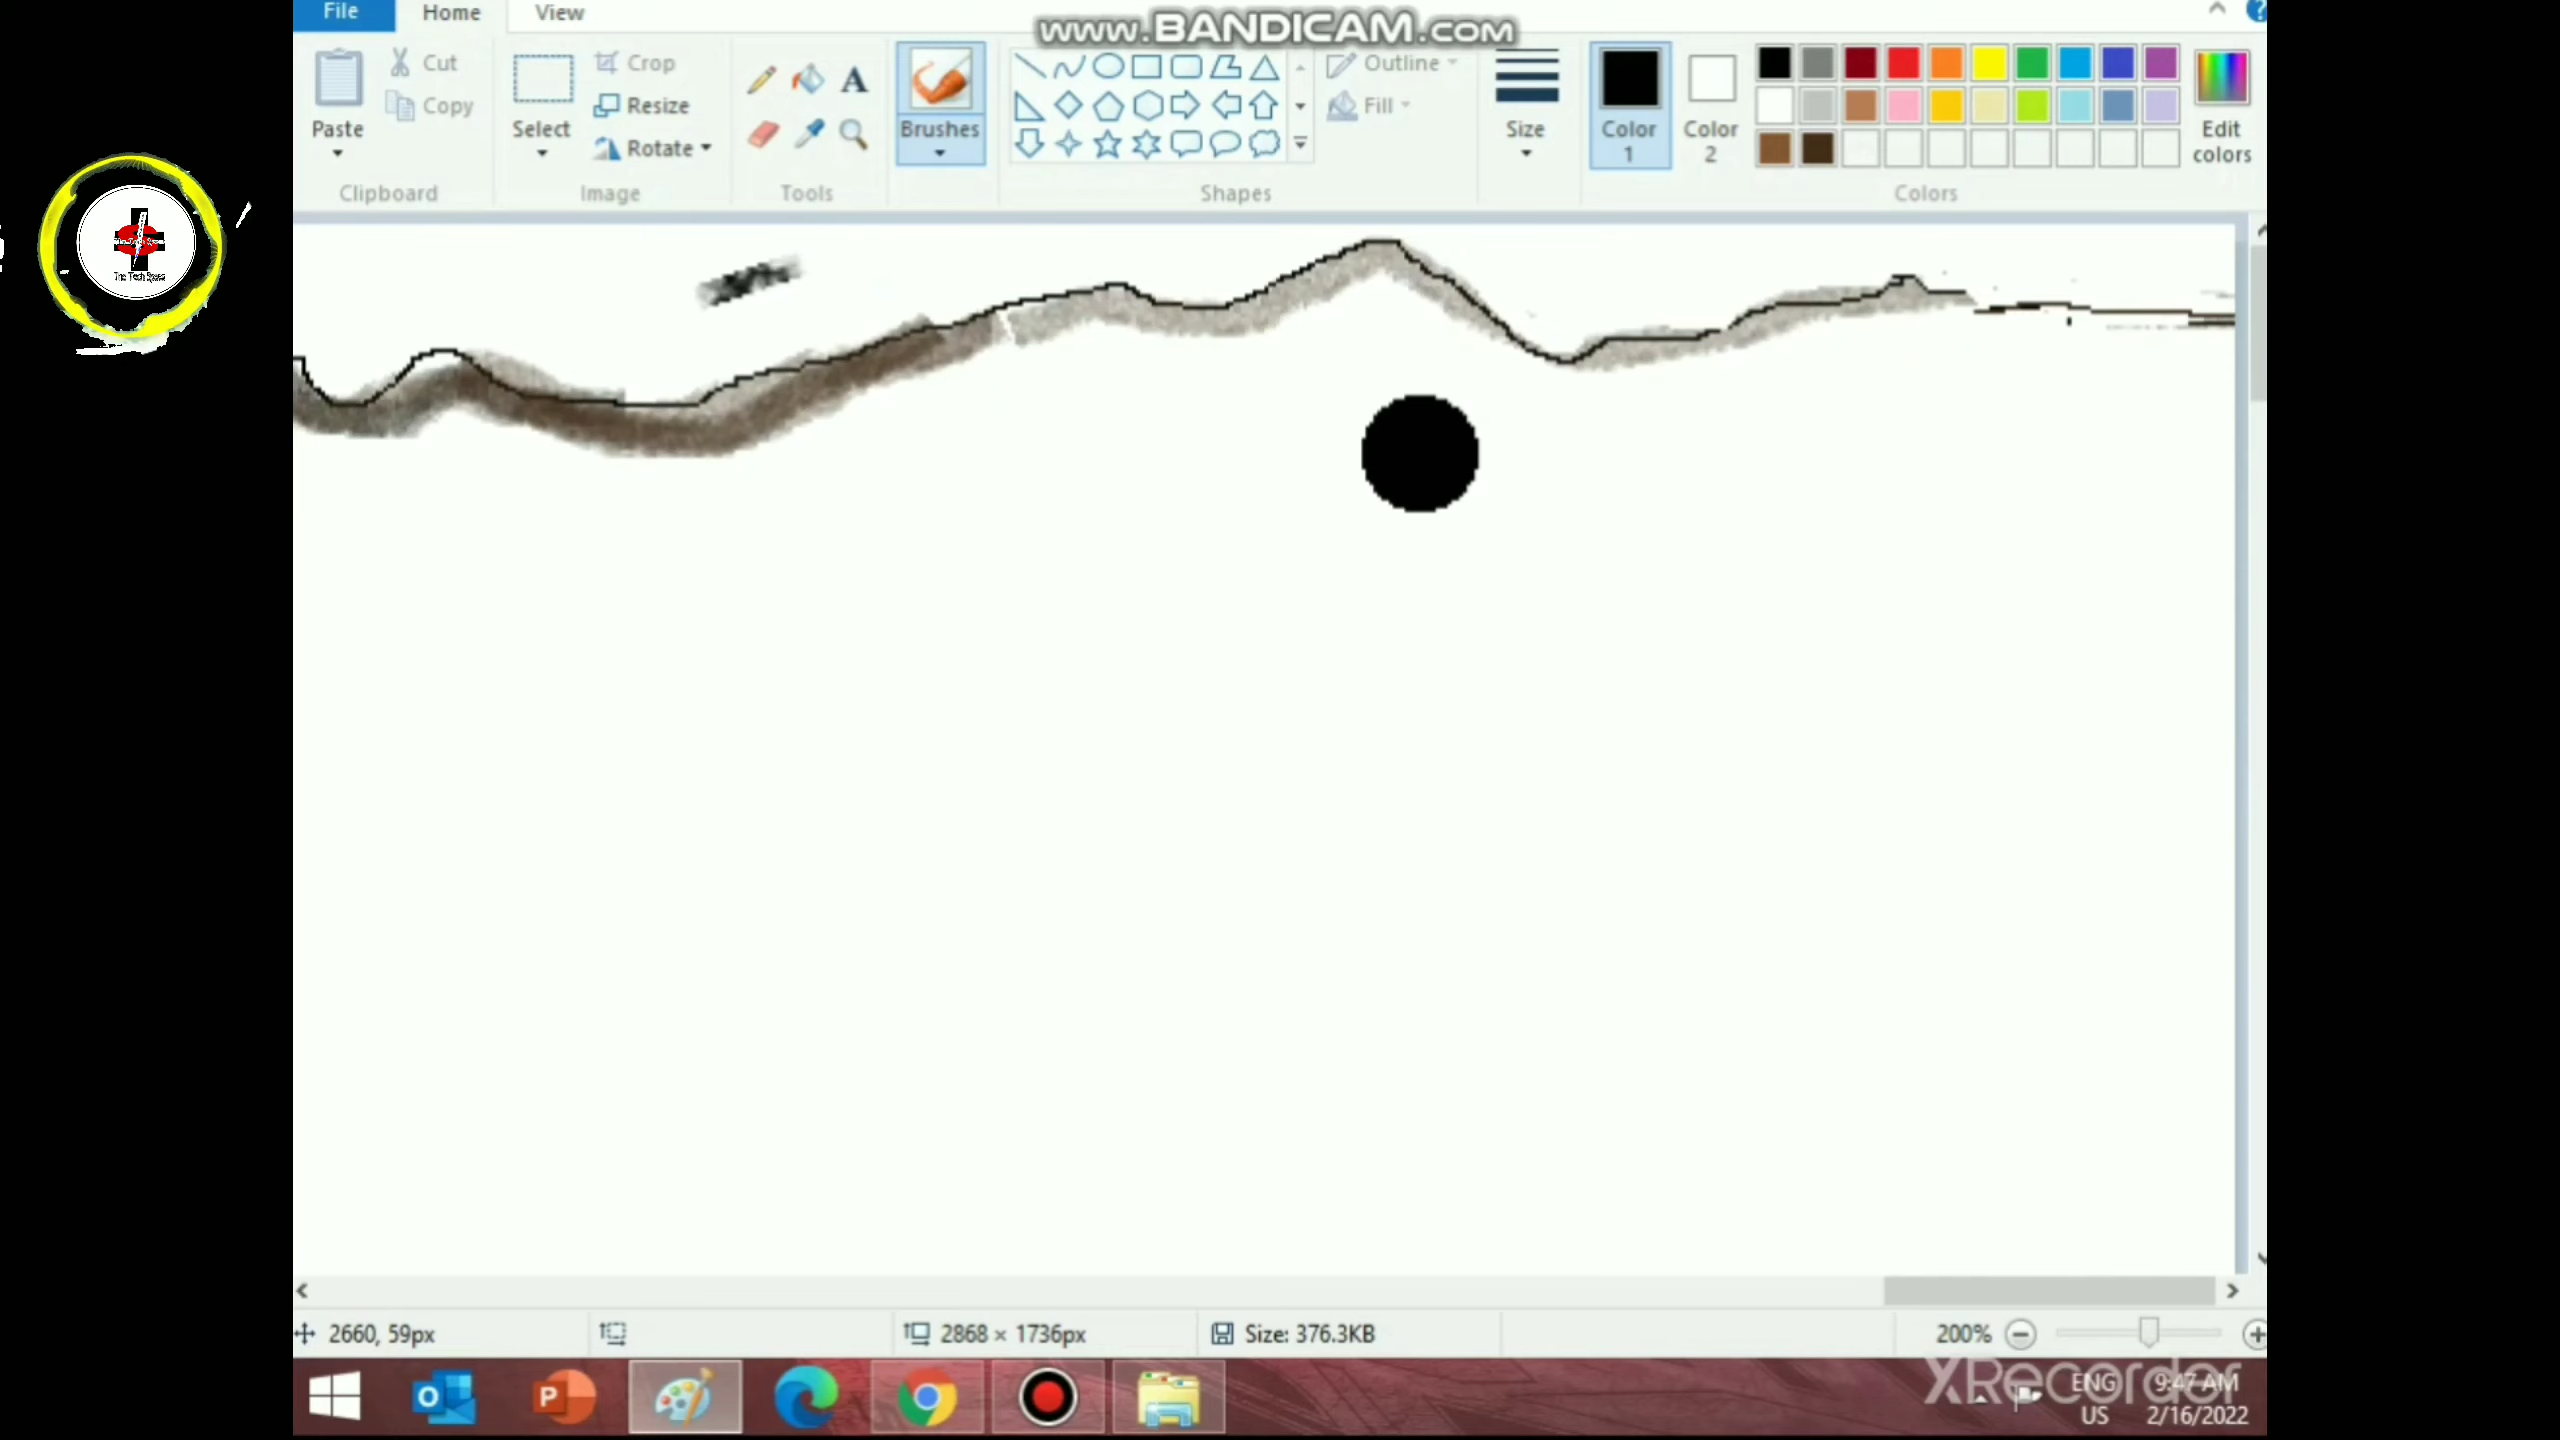 File Home View
www.BANDICAM.com
Paste
Cut
Copy
Clipboard
Select
Crop
Resize
Rotate
Image
A
Tools
Brushes
Shapes
Outline
Fill
Size
Color 1
Color 2
Edit colors
Colors
2660, 59px
2868 × 1736px
Size: 376.3KB
200%
XRecorder
ENG
US
9:47 AM
2/16/2022